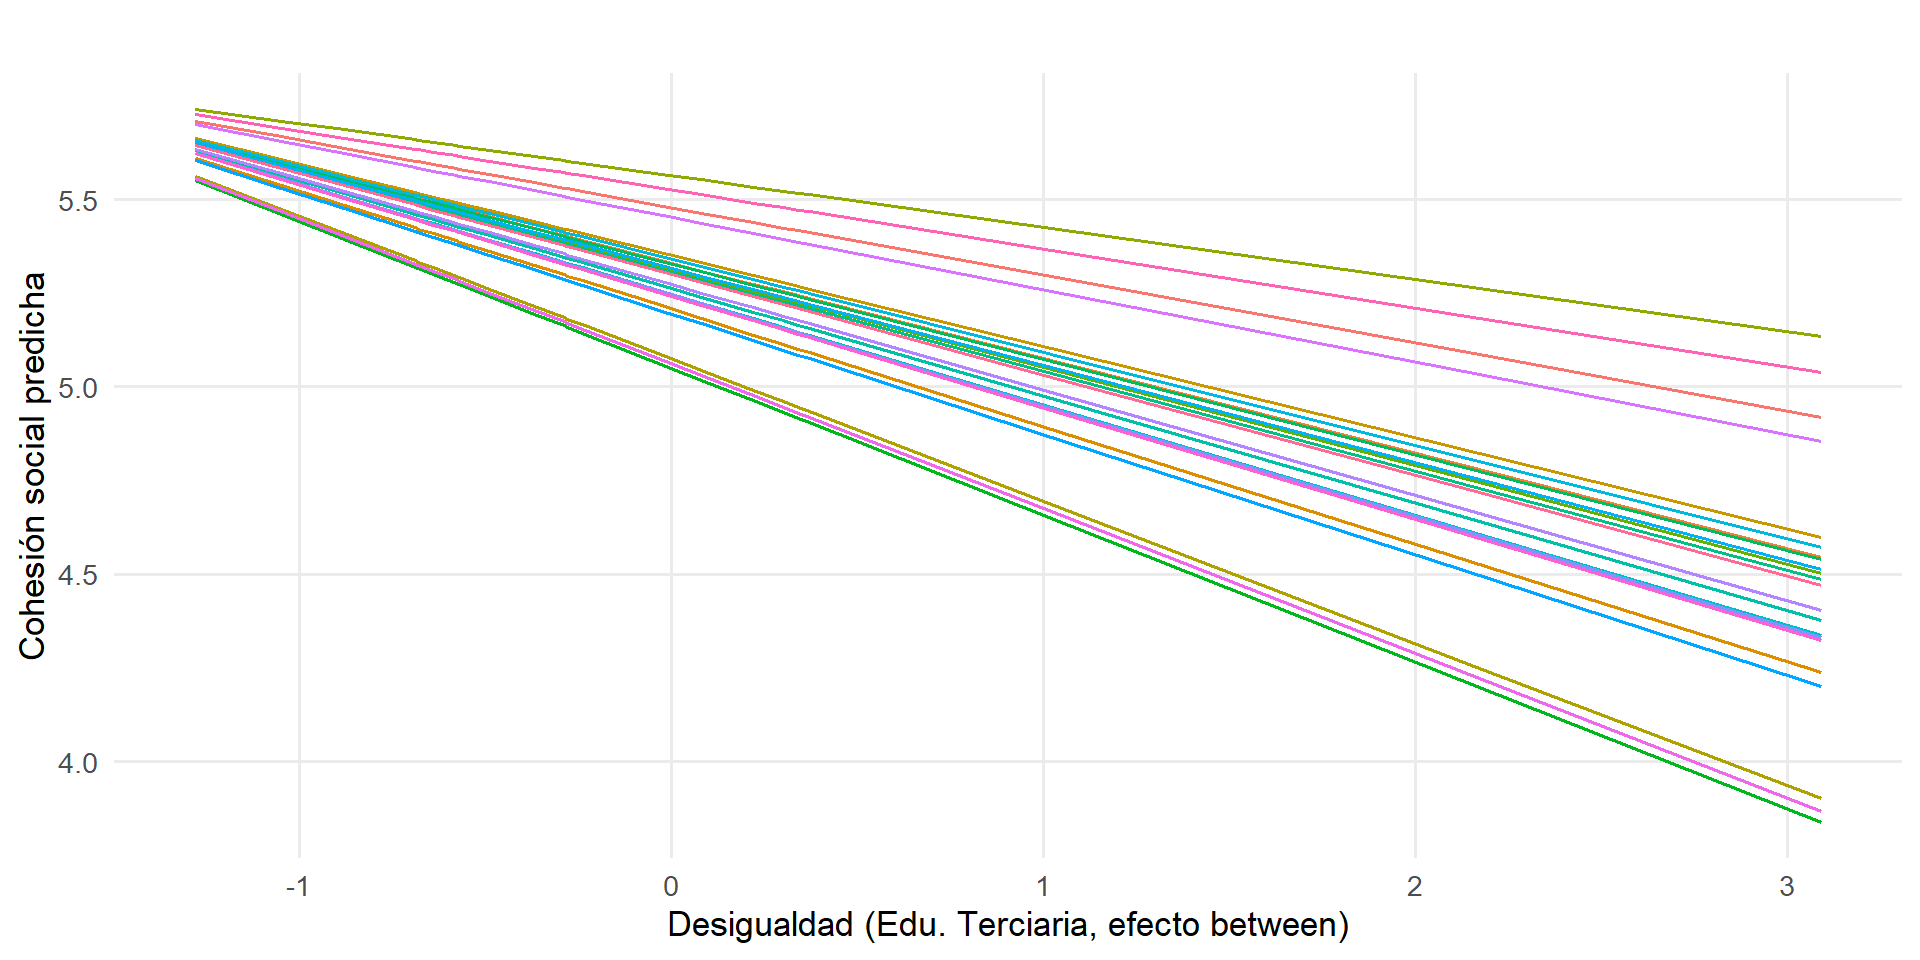 Cohesión social predicha
5.5
5.0
4.5
4.0
-1 0 1 2 3
Desigualdad (Edu. Terciaria, efecto between)